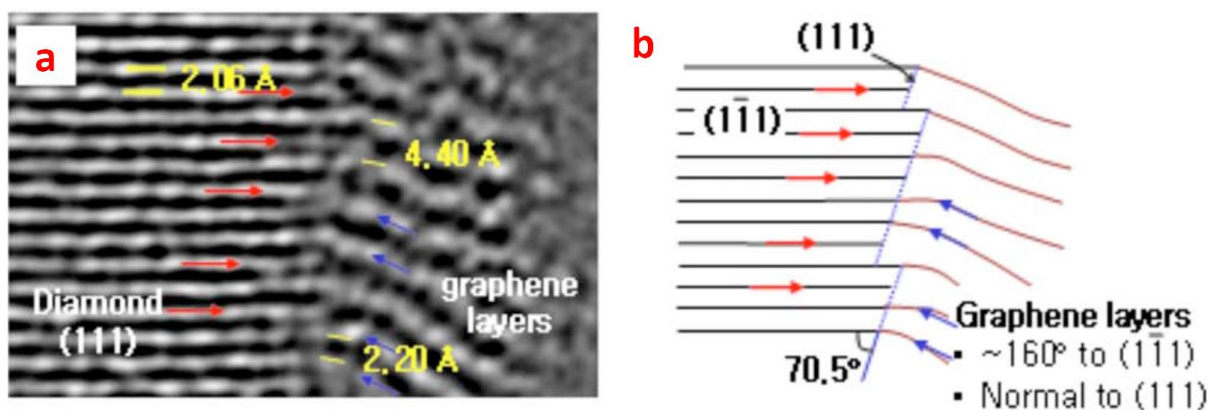 a
2.06 Å
4.40 Å
Diamond
(111)
graphene
layers
2.20 Å
b
(111)
(11̄1)
70.5°
Graphene layers
▪ ~160° to (11̄1)
▪ Normal to (111)